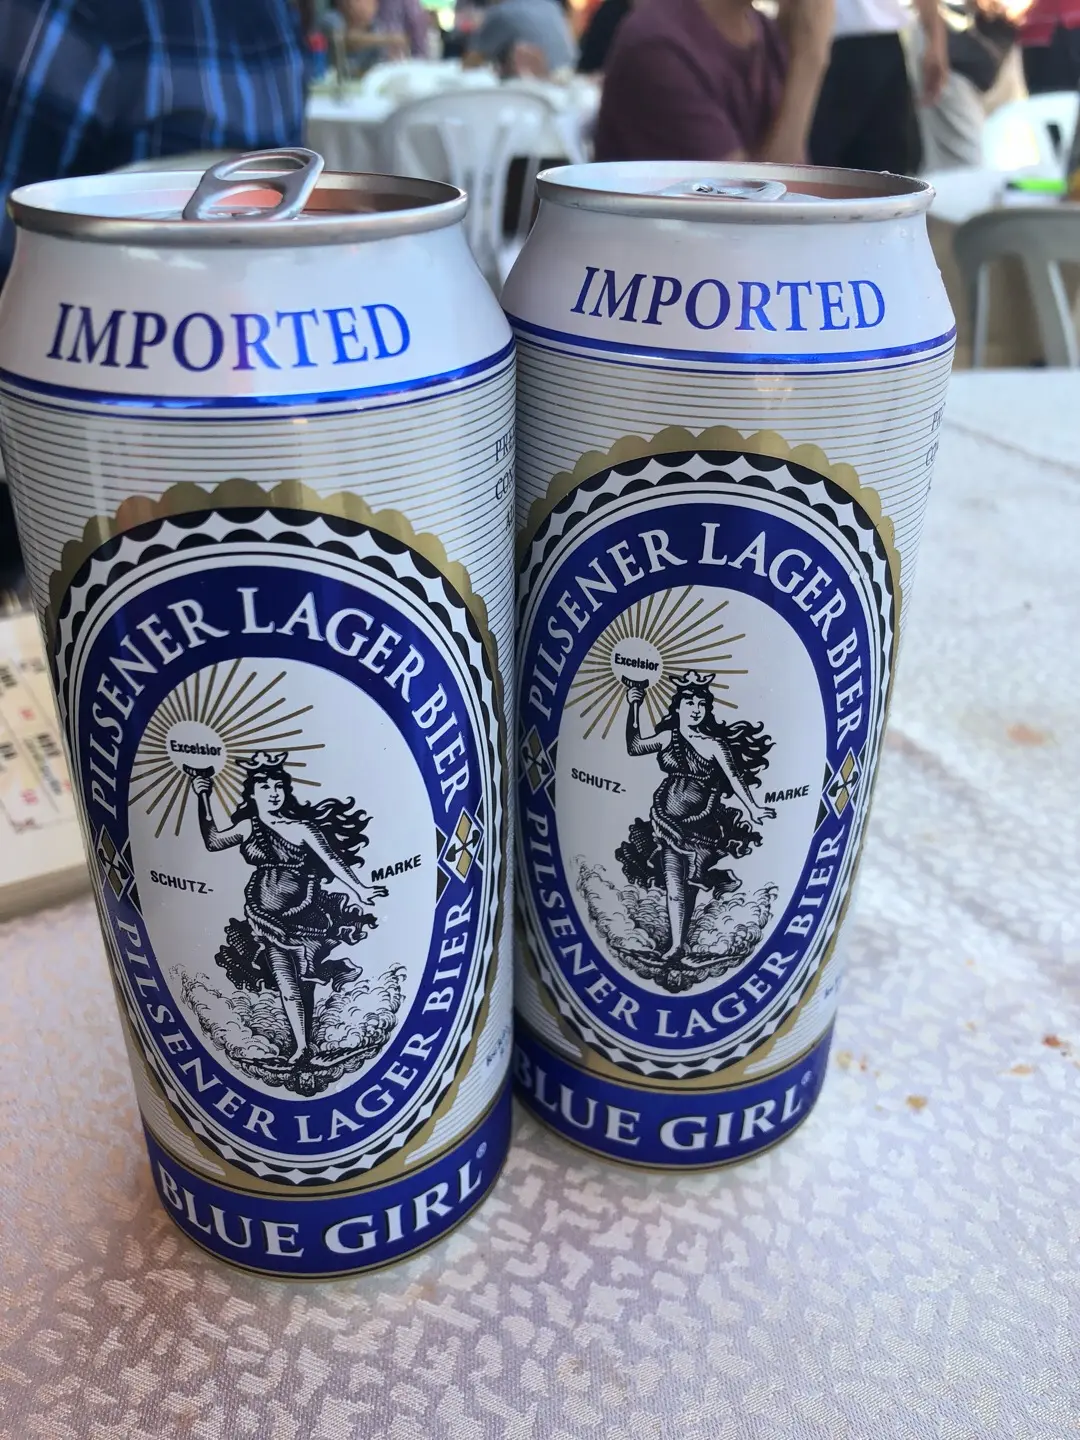 IMPORTED
PILSENER LAGER BIER
Excelsior
SCHUTZ-
MARKE
PILSENER LAGER BIER
BLUE GIRL®
IMPORTED
PILSENER LAGER BIER
Excelsior
SCHUTZ-
MARKE
PILSENER LAGER BIER
BLUE GIRL®